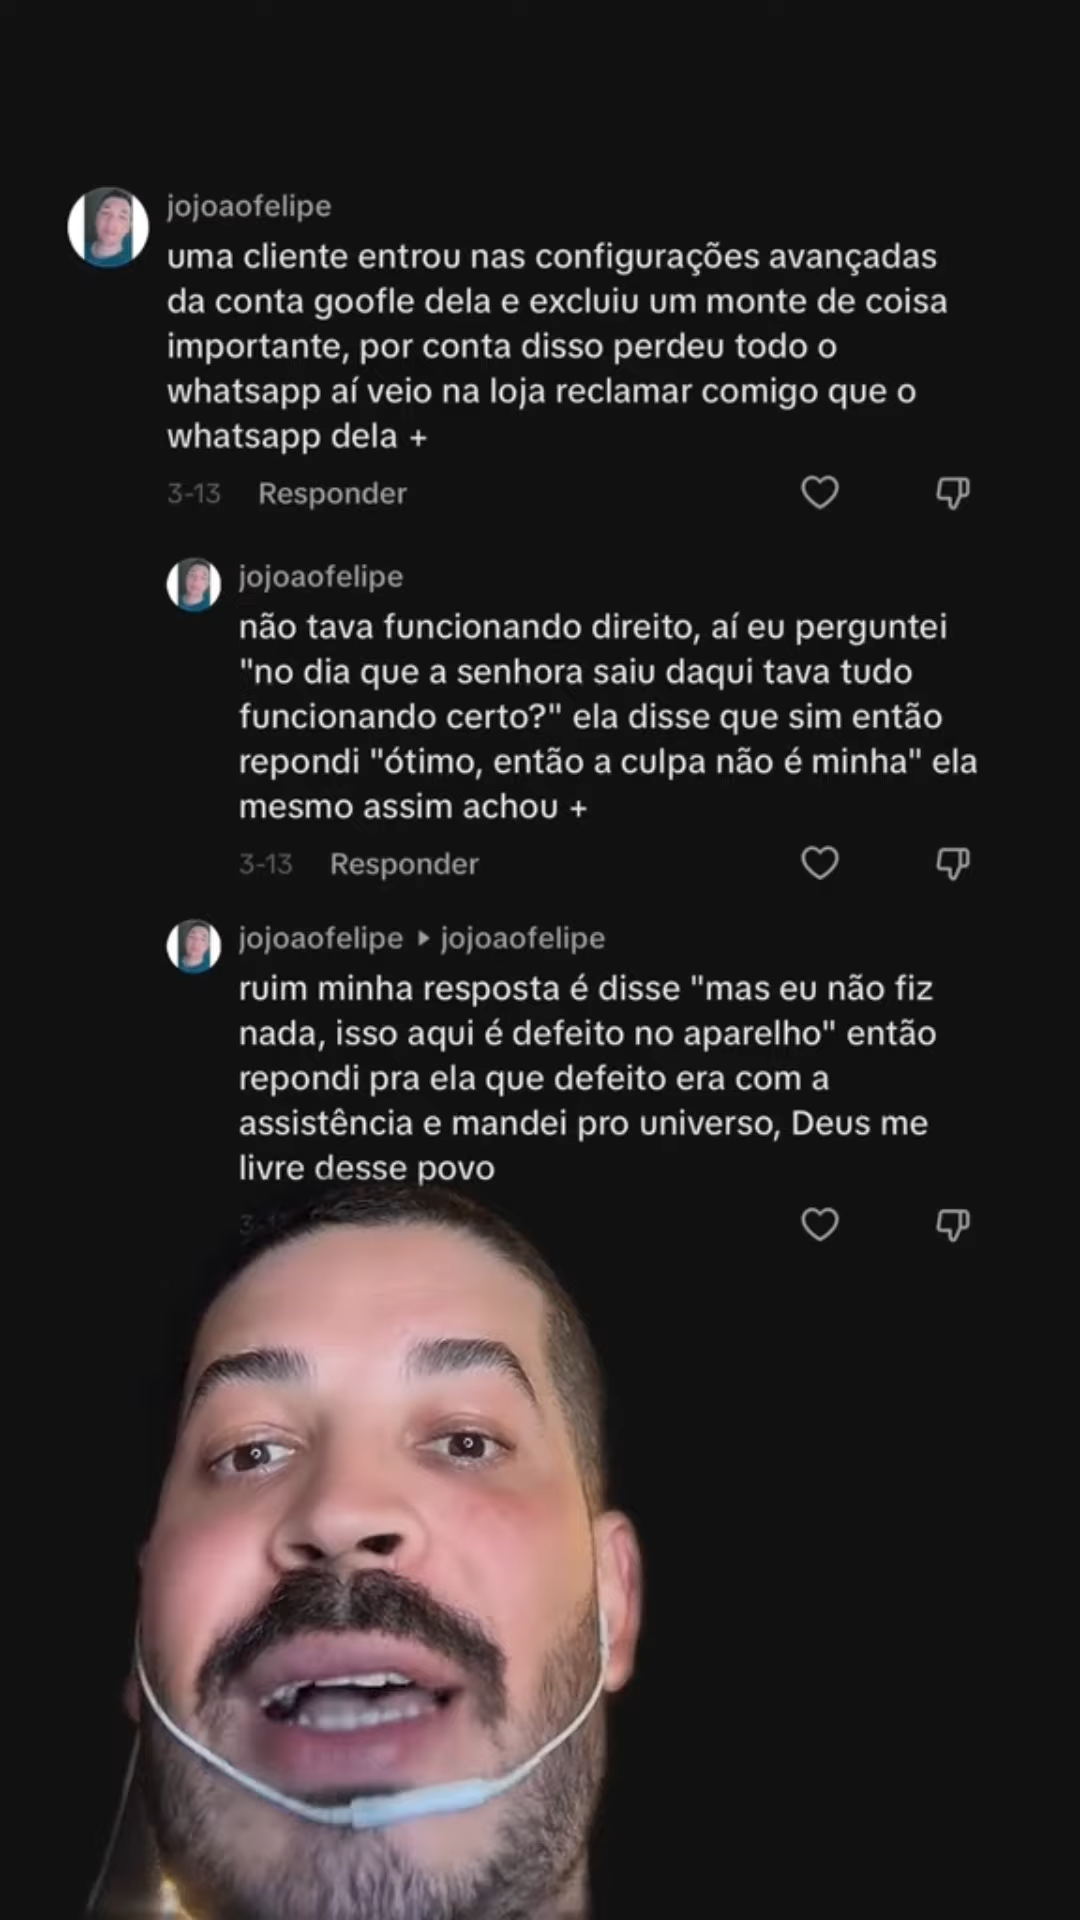 jojoaofelipe
uma cliente entrou nas configurações avançadas
da conta goofle dela e excluiu um monte de coisa
importante, por conta disso perdeu todo o
whatsapp aí veio na loja reclamar comigo que o
whatsapp dela +
3-13 Responder
jojoaofelipe
não tava funcionando direito, aí eu perguntei
"no dia que a senhora saiu daqui tava tudo
funcionando certo?" ela disse que sim então
repondi "ótimo, então a culpa não é minha" ela
mesmo assim achou +
3-13 Responder
jojoaofelipe ▸ jojoaofelipe
ruim minha resposta é disse "mas eu não fiz
nada, isso aqui é defeito no aparelho" então
repondi pra ela que defeito era com a
assistência e mandei pro universo, Deus me
livre desse povo